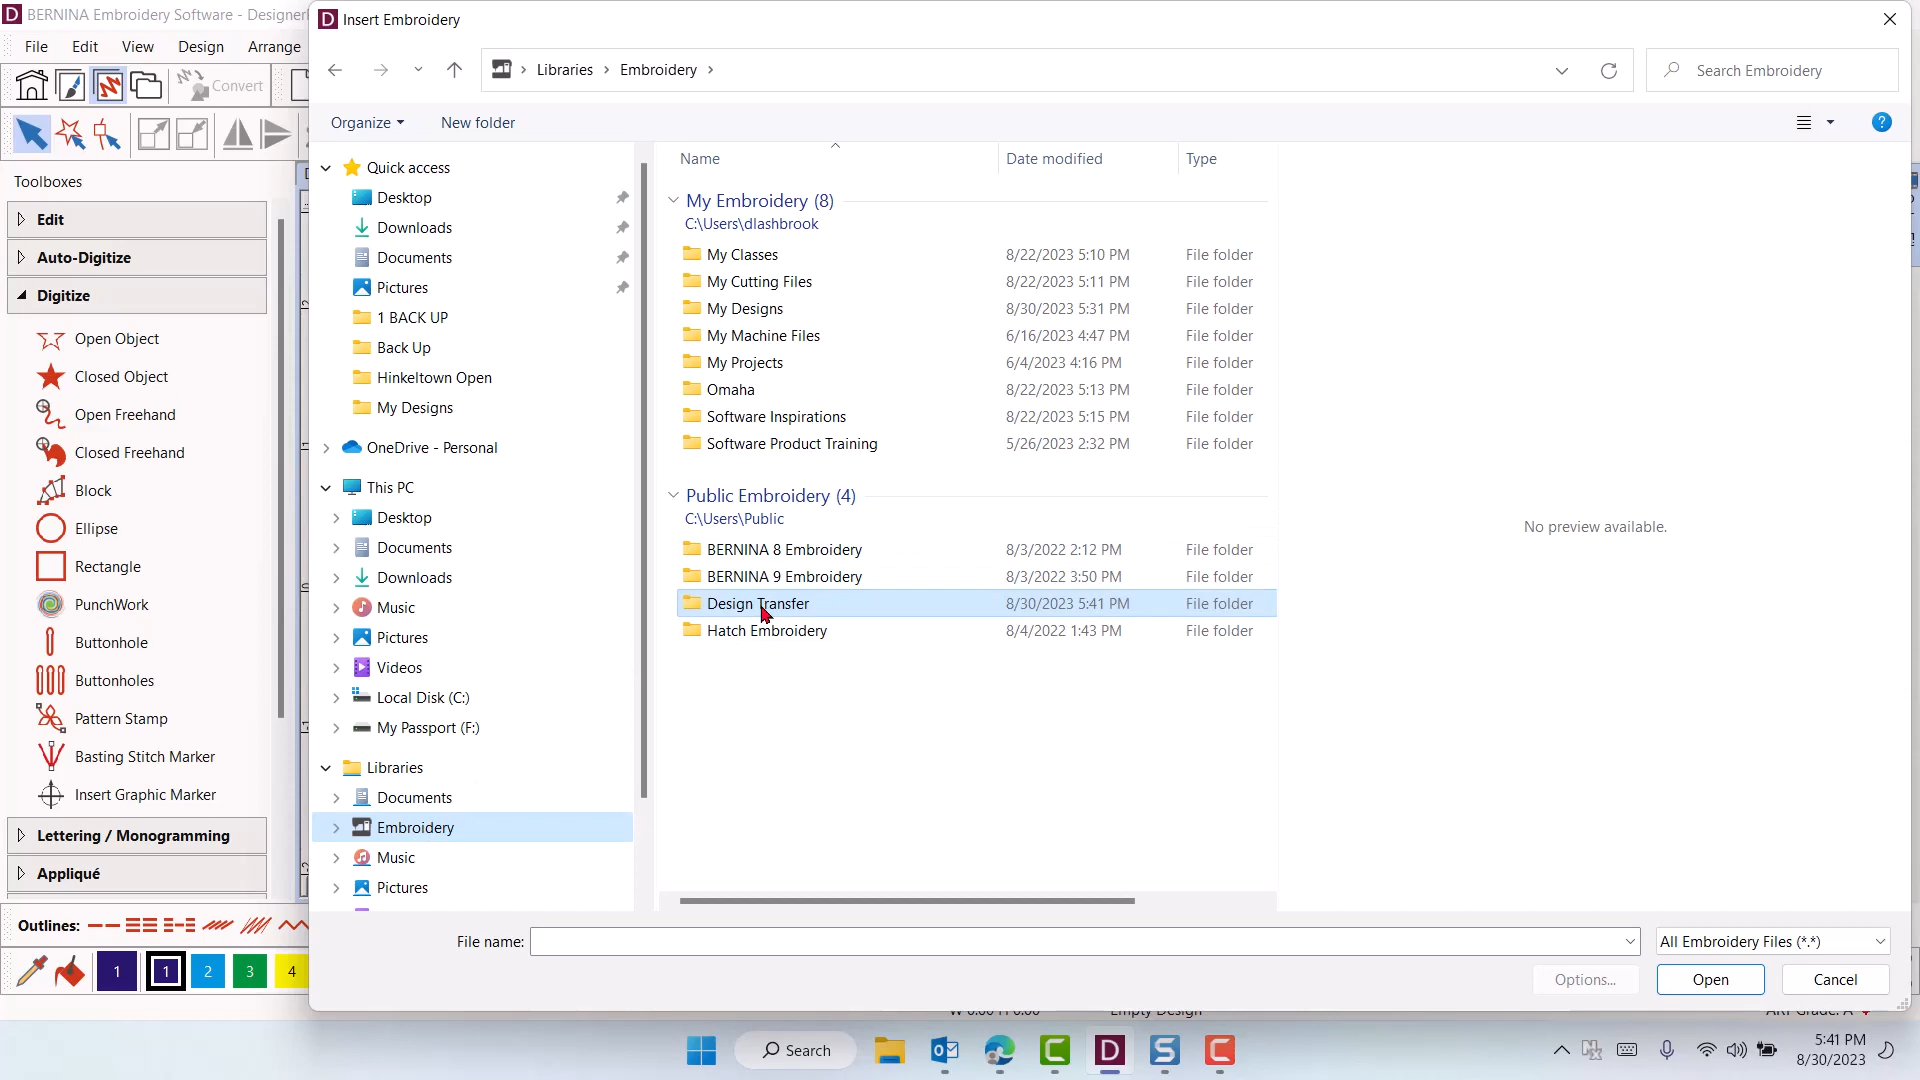 BERNINA Embroidery Software - Designer
File Edit View Design Arrange
Convert
Toolboxes
Edit
Auto-Digitize
Digitize
Open Object
Closed Object
Open Freehand
Closed Freehand
Block
Ellipse
Rectangle
PunchWork
Buttonhole
Buttonholes
Pattern Stamp
Basting Stitch Marker
Insert Graphic Marker
Lettering / Monogramming
Appliqué
Outlines:
1 1 2 3 4
Insert Embroidery
Libraries Embroidery
Search Embroidery
Organize New folder
Quick access
Desktop
Downloads
Documents
Pictures
1 BACK UP
Back Up
Hinkeltown Open
My Designs
OneDrive - Personal
This PC
Desktop
Documents
Downloads
Music
Pictures
Videos
Local Disk (C:)
My Passport (F:)
Libraries
Documents
Embroidery
Music
Pictures
Name Date modified Type
My Embroidery (8)
C:\Users\dlashbrook
My Classes 8/22/2023 5:10 PM File folder
My Cutting Files 8/22/2023 5:11 PM File folder
My Designs 8/30/2023 5:31 PM File folder
My Machine Files 6/16/2023 4:47 PM File folder
My Projects 6/4/2023 4:16 PM File folder
Omaha 8/22/2023 5:13 PM File folder
Software Inspirations 8/22/2023 5:15 PM File folder
Software Product Training 5/26/2023 2:32 PM File folder
Public Embroidery (4)
C:\Users\Public
BERNINA 8 Embroidery 8/3/2022 2:12 PM File folder
BERNINA 9 Embroidery 8/3/2022 3:50 PM File folder
Design Transfer 8/30/2023 5:41 PM File folder
Hatch Embroidery 8/4/2022 1:43 PM File folder
No preview available.
File name: All Embroidery Files (*.*)
Options... Open Cancel
Search
5:41 PM
8/30/2023